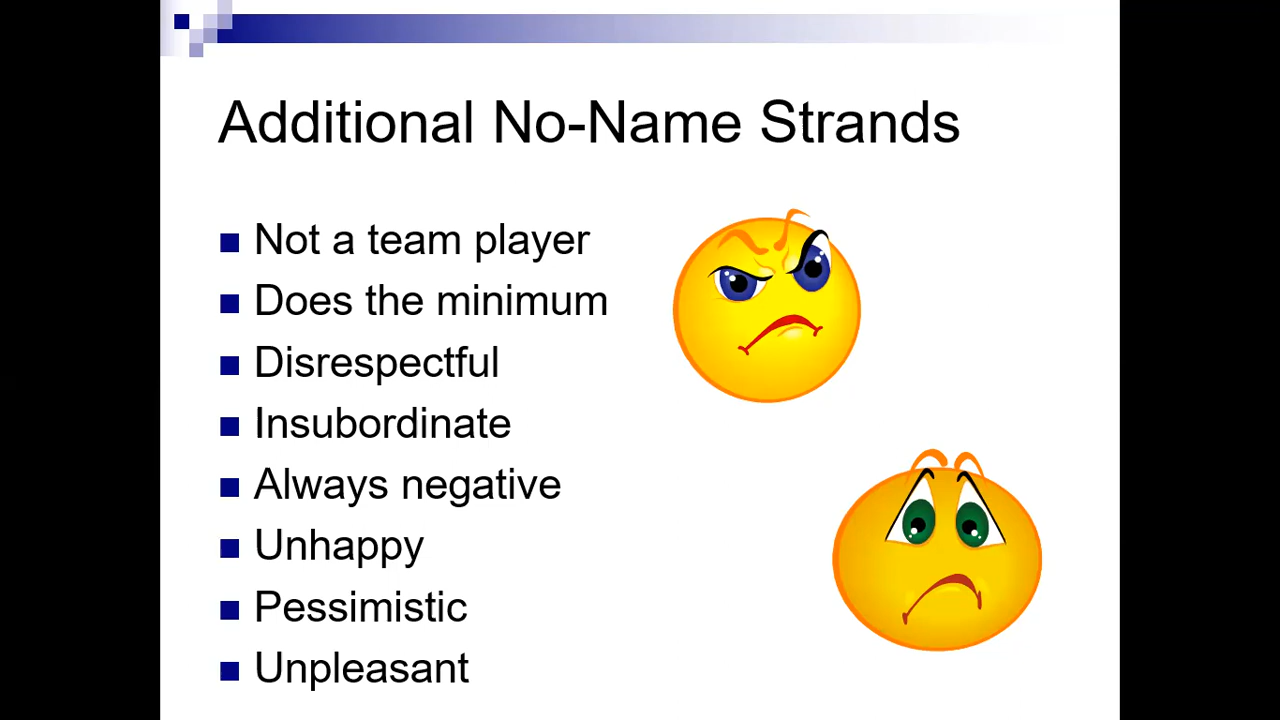 Additional No-Name Strands
Not a team player
Does the minimum
Disrespectful
Insubordinate
Always negative
Unhappy
Pessimistic
Unpleasant